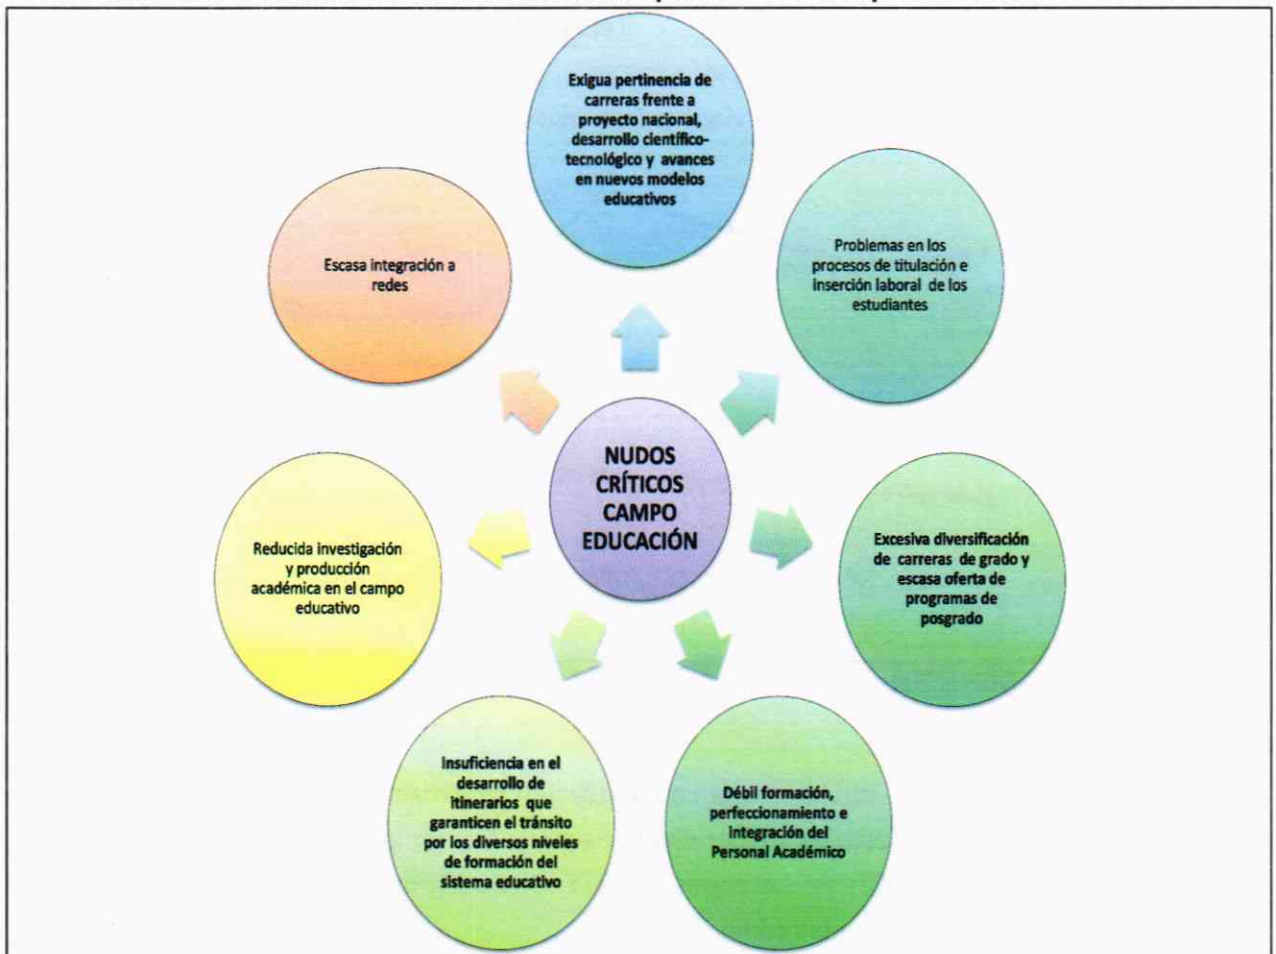 Exigua pertinencia de
carreras frente a
proyecto nacional,
desarrollo científico-
tecnológico y avances
en nuevos modelos
educativos
Problemas en los
procesos de titulación e
inserción laboral de los
estudiantes
Excesiva diversificación
de carreras de grado y
escasa oferta de
programas de
posgrado
Débil formación,
perfeccionamiento e
integración del
Personal Académico
Insuficiencia en el
desarrollo de
itinerarios que
garanticen el tránsito
por los diversos niveles
de formación del
sistema educativo
Reducida investigación
y producción
académica en el campo
educativo
Escasa integración a
redes
NUDOS
CRÍTICOS
CAMPO
EDUCACIÓN